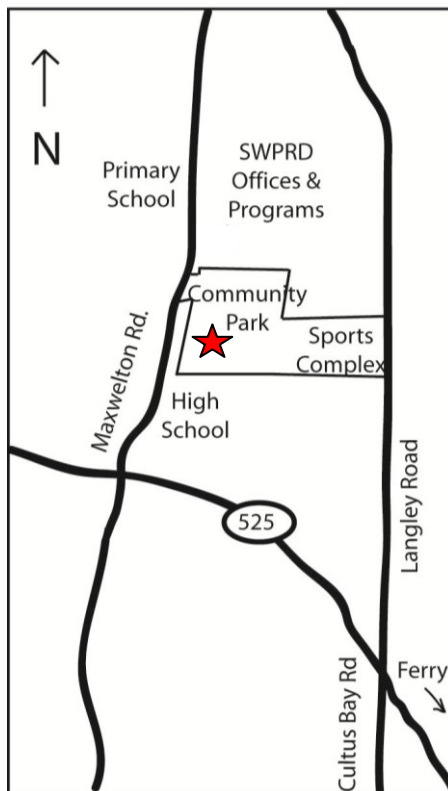 N
Primary
School
SWPRD
Offices &
Programs
Community
Park
Sports
Complex
Maxwelton Rd.
High
School
525
Langley Road
Cultus Bay Rd
Ferry